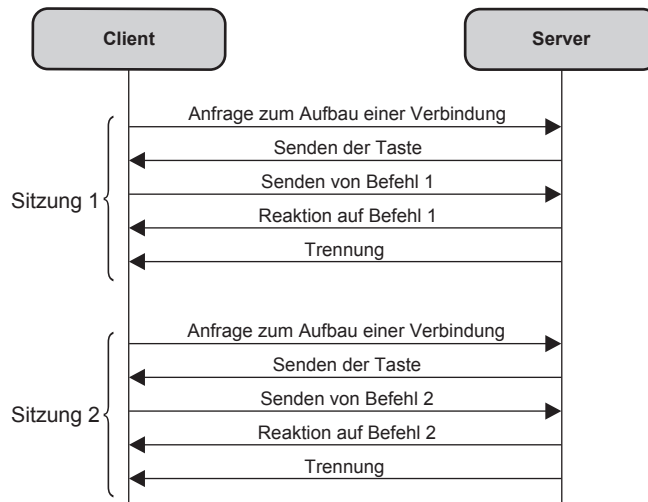 Client
Server
Anfrage zum Aufbau einer Verbindung
Senden der Taste
Senden von Befehl 1
Sitzung 1
Reaktion auf Befehl 1
Trennung
Anfrage zum Aufbau einer Verbindung
Senden der Taste
Senden von Befehl 2
Sitzung 2
Reaktion auf Befehl 2
Trennung